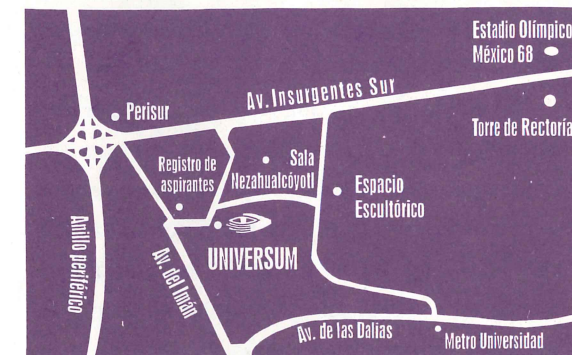 Estadio Olímpico
México 68
Perisur
Av. Insurgentes Sur
Torre de Rectoría
Registro de
aspirantes
Sala
Nezahualcóyotl
Espacio
Escultórico
Anillo periférico
Av. del Imán
UNIVERSUM
Av. de las Dalias
Metro Universidad